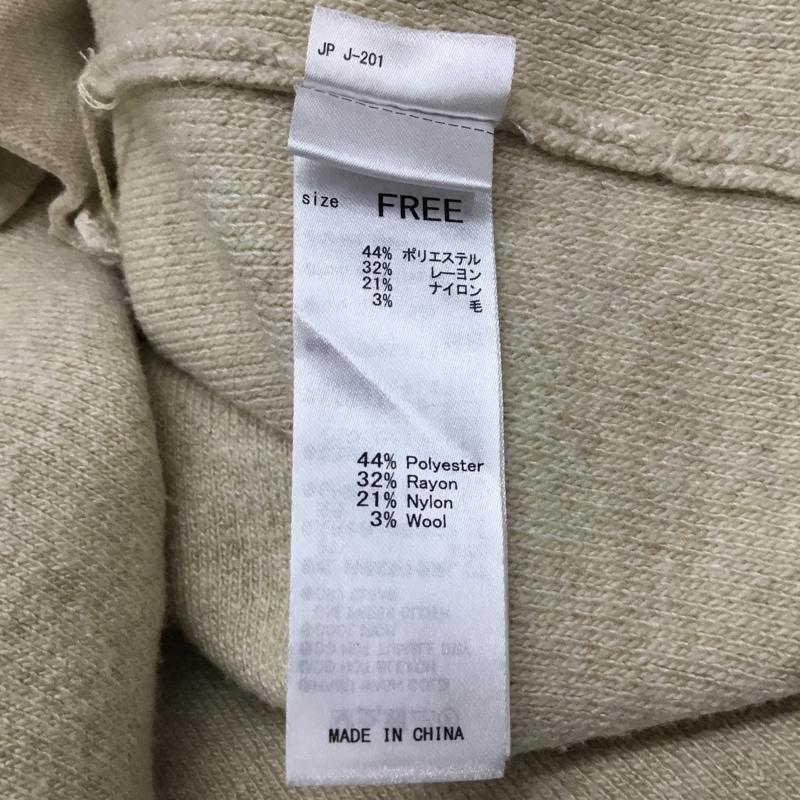 JP J-201
size FREE
44% ポリエステル
32% レーヨン
21% ナイロン
3% 毛
44% Polyester
32% Rayon
21% Nylon
3% Wool
MADE IN CHINA